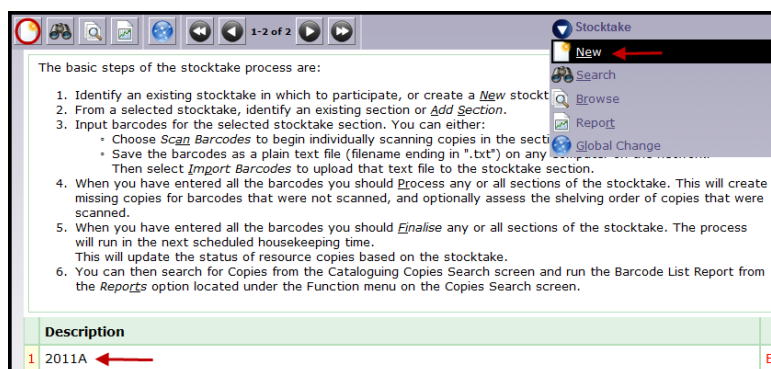 1-2 of 2
Stocktake
New
Search
Browse
Report
Global Change
The basic steps of the stocktake process are:
1. Identify an existing stocktake in which to participate, or create a New
2. From a selected stocktake, identify an existing section or Add Section.
3. Input barcodes for the selected stocktake section. You can either:
◦ Choose Scan Barcodes to begin individually scanning copies in the
◦ Save the barcodes as a plain text file (filename ending in ".txt") on any computer on the network.
Then select Import Barcodes to upload that text file to the stocktake section.
4. When you have entered all the barcodes you should Process any or all sections of the stocktake. This will create
missing copies for barcodes that were not scanned, and optionally assess the shelving order of copies that were
scanned.
5. When you have entered all the barcodes you should Finalise any or all sections of the stocktake. The process
will run in the next scheduled housekeeping time.
This will update the status of resource copies based on the stocktake.
6. You can then search for Copies from the Cataloguing Copies Search screen and run the Barcode List Report from
the Reports option located under the Function menu on the Copies Search screen.
Description
1 2011A